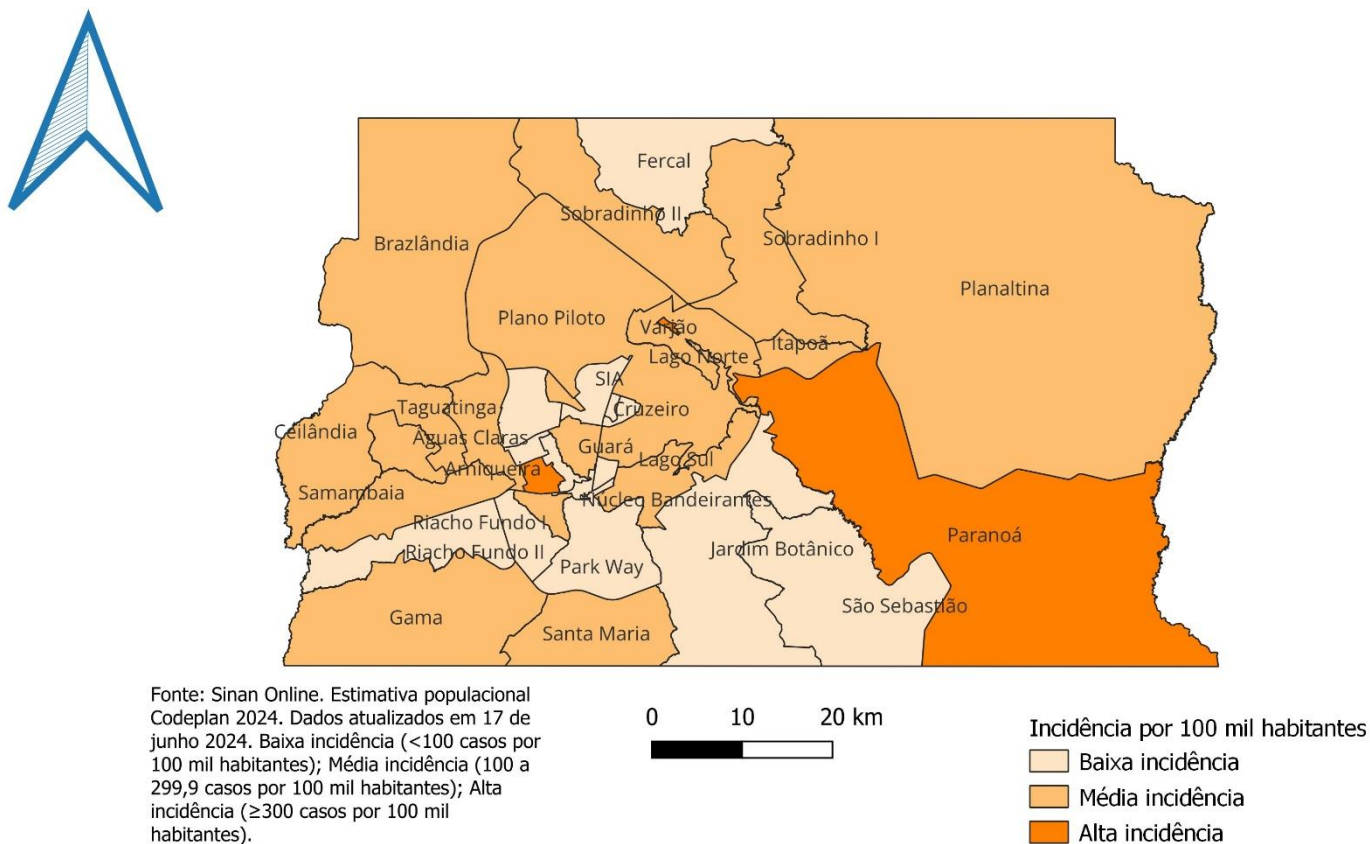 Fercal
Sobradinho II
Brazlândia
Sobradinho I
Planaltina
Plano Piloto
Varjão
Itapoã
Lago Norte
SIA
Taguatinga
Cruzeiro
Ceilândia
Águas Claras
Guará
Lago Sul
Arniqueira
Samambaia
Núcleo Bandeirantes
Riacho Fundo I
Riacho Fundo II
Park Way
Jardim Botânico
Paranoá
São Sebastião
Gama
Santa Maria
Fonte: Sinan Online. Estimativa populacional
Codeplan 2024. Dados atualizados em 17 de
junho 2024. Baixa incidência (<100 casos por
100 mil habitantes); Média incidência (100 a
299,9 casos por 100 mil habitantes); Alta
incidência (≥300 casos por 100 mil
habitantes).
0 10 20 km
Incidência por 100 mil habitantes
Baixa incidência
Média incidência
Alta incidência